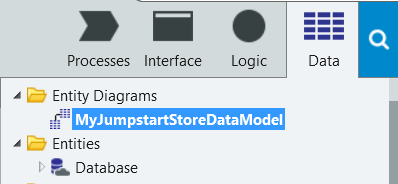 Processes Interface Logic Data
Entity Diagrams
MyJumpstartStoreDataModel
Entities
Database